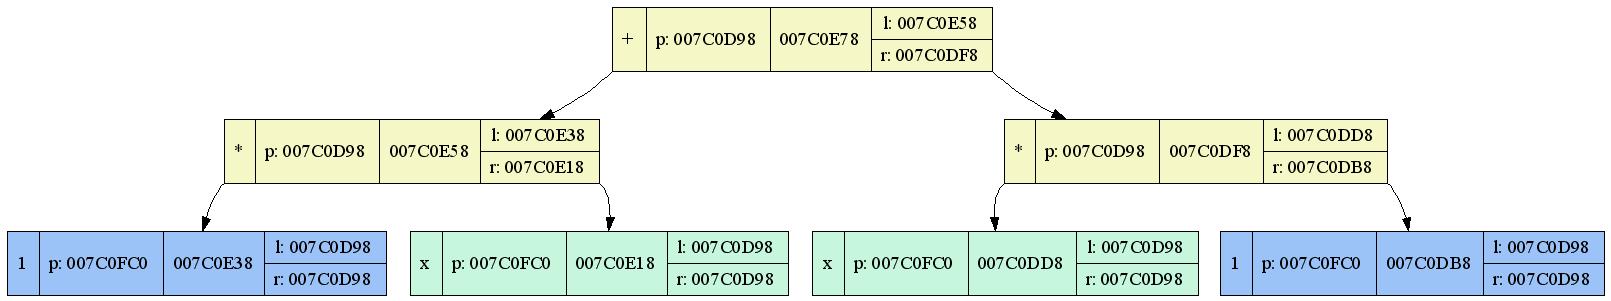 + p: 007C0D98 007C0E78 l: 007C0E58
r: 007C0DF8
* p: 007C0D98 007C0E58 l: 007C0E38
r: 007C0E18
* p: 007C0D98 007C0DF8 l: 007C0DD8
r: 007C0DB8
1 p: 007C0FC0 007C0E38 l: 007C0D98
r: 007C0D98
x p: 007C0FC0 007C0E18 l: 007C0D98
r: 007C0D98
x p: 007C0FC0 007C0DD8 l: 007C0D98
r: 007C0D98
1 p: 007C0FC0 007C0DB8 l: 007C0D98
r: 007C0D98